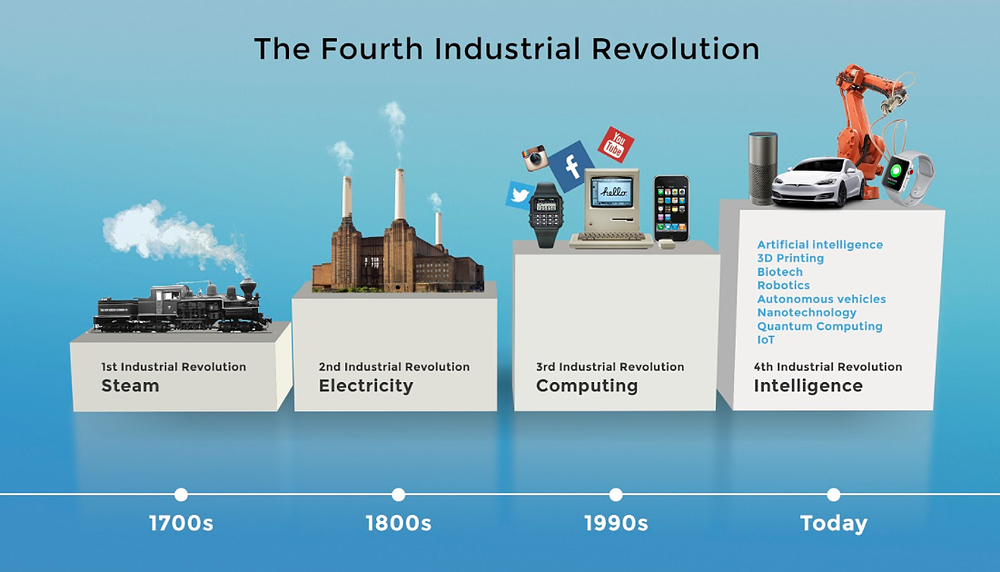 The Fourth Industrial Revolution
You
Tube
hello
Artificial intelligence
3D Printing
Biotech
Robotics
Autonomous vehicles
Nanotechnology
Quantum Computing
IoT
1st Industrial Revolution
Steam
2nd Industrial Revolution
Electricity
3rd Industrial Revolution
Computing
4th Industrial Revolution
Intelligence
1700s
1800s
1990s
Today